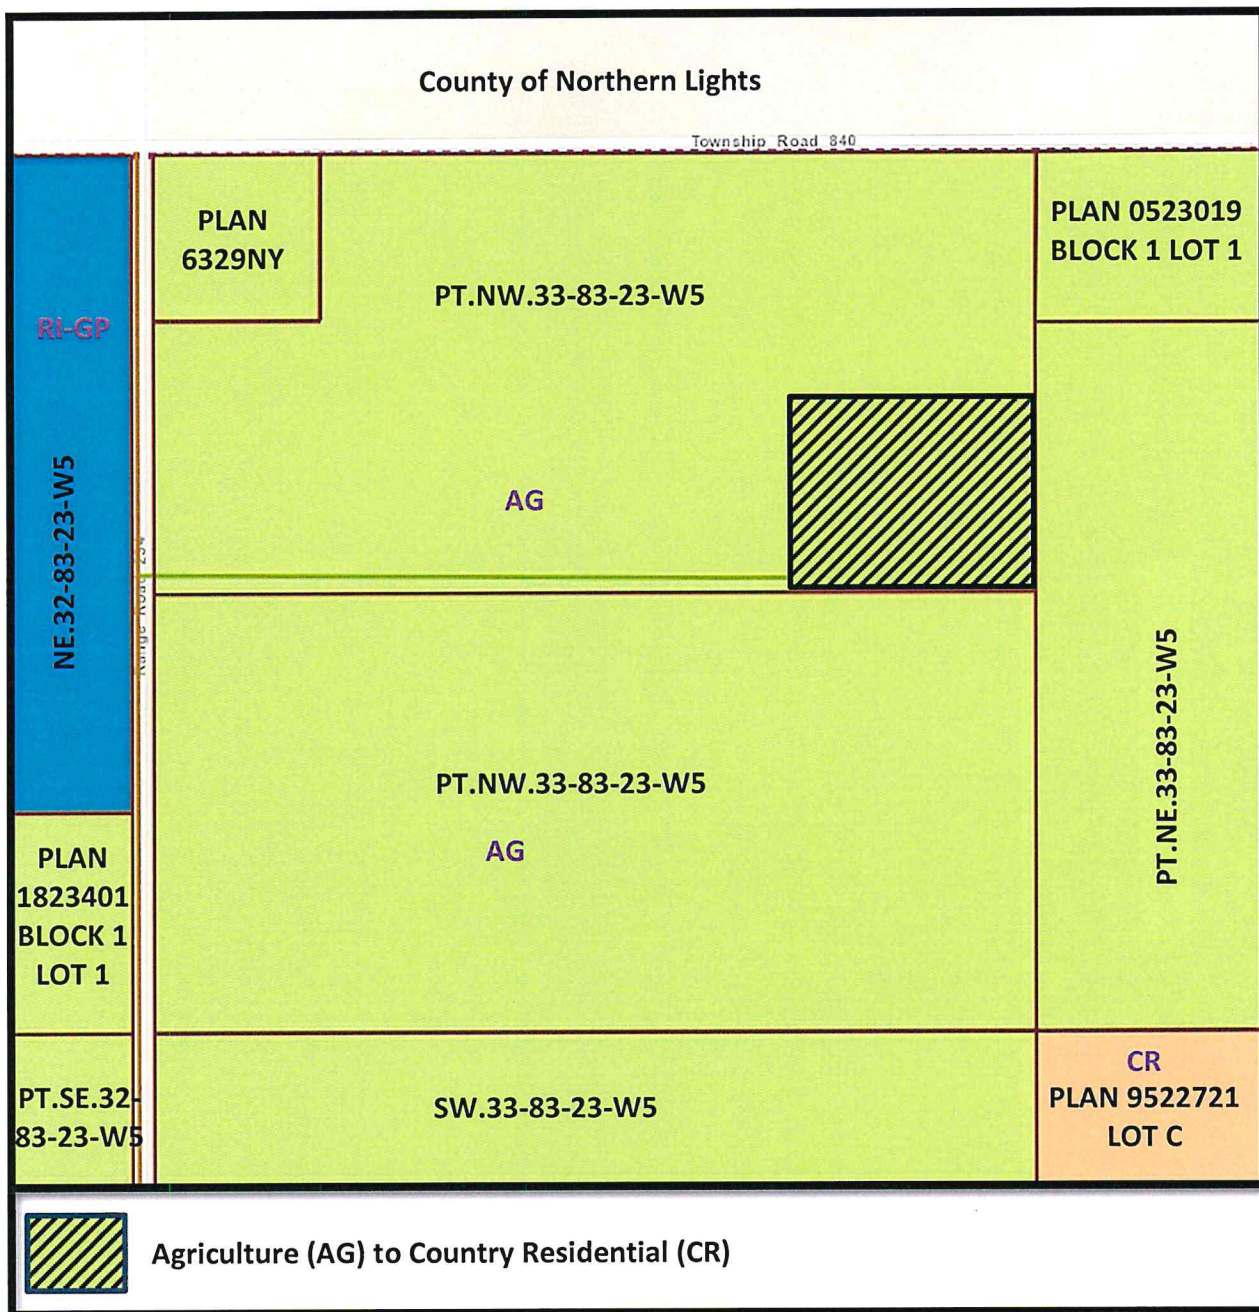 County of Northern Lights
Township Road 840
PLAN
6329NY
PLAN 0523019
BLOCK 1 LOT 1
PT.NW.33-83-23-W5
RI-GP
NE.32-83-23-W5
AG
Range Road 234
PT.NE.33-83-23-W5
PT.NW.33-83-23-W5
AG
PLAN
1823401
BLOCK 1
LOT 1
PT.SE.32-
83-23-W5
SW.33-83-23-W5
CR
PLAN 9522721
LOT C
Agriculture (AG) to Country Residential (CR)